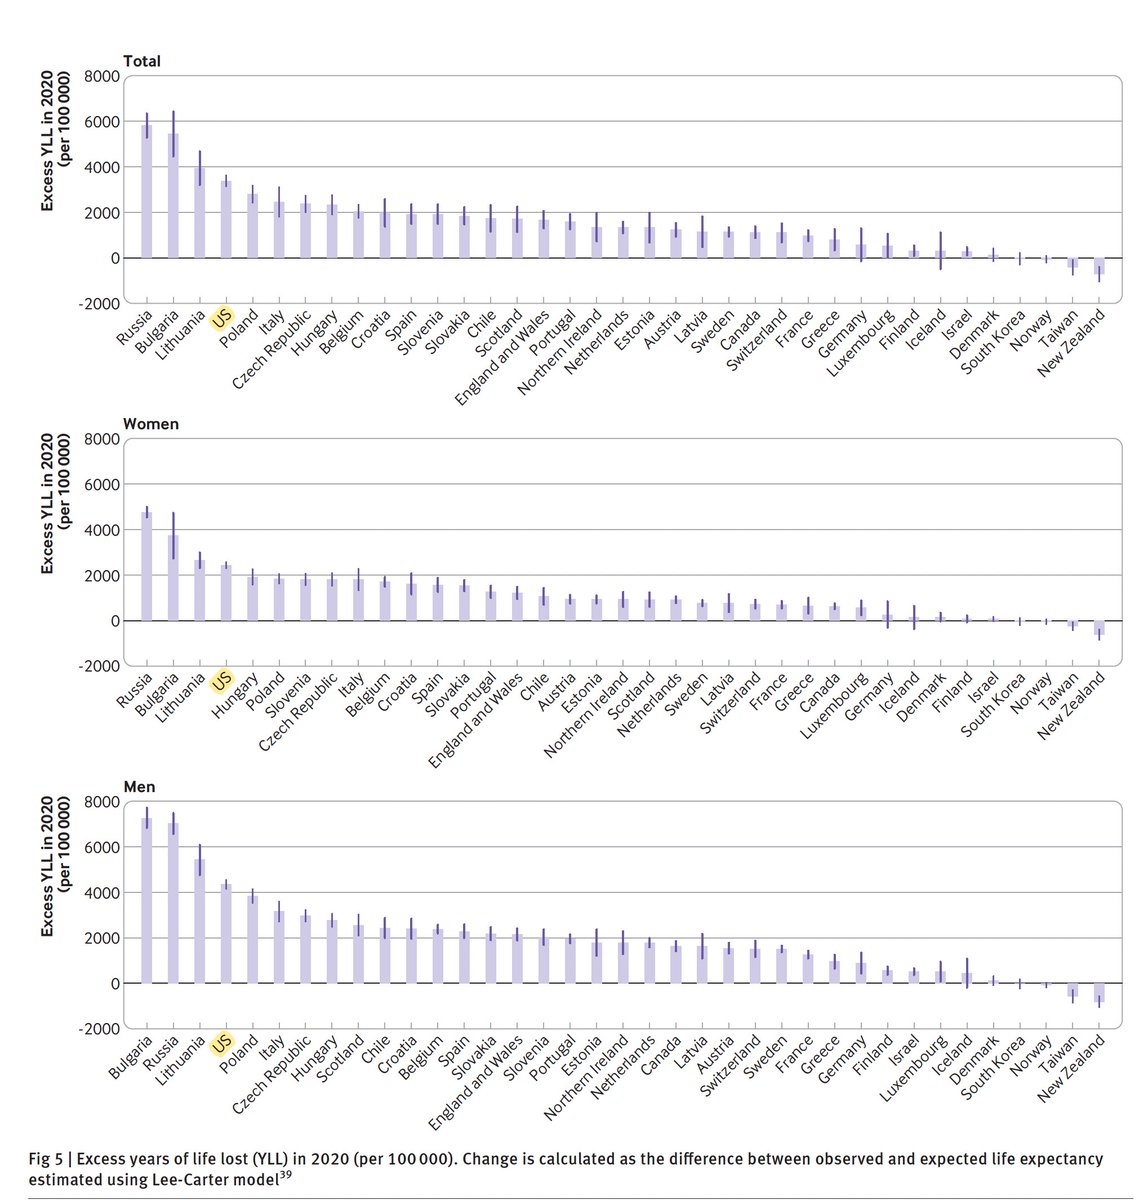 Total
Excess YLL in 2020
(per 100 000)
8000
6000
4000
2000
0
-2000
Russia
Bulgaria
Lithuania
US
Poland
Italy
Czech Republic
Hungary
Belgium
Croatia
Spain
Slovenia
Slovakia
Chile
Scotland
England and Wales
Portugal
Northern Ireland
Netherlands
Estonia
Austria
Latvia
Sweden
Canada
Switzerland
France
Greece
Germany
Luxembourg
Finland
Iceland
Israel
Denmark
South Korea
Norway
Taiwan
New Zealand
Women
Excess YLL in 2020
(per 100 000)
8000
6000
4000
2000
0
-2000
Russia
Bulgaria
Lithuania
US
Hungary
Poland
Slovenia
Czech Republic
Italy
Belgium
Croatia
Spain
Slovakia
Portugal
England and Wales
Chile
Austria
Estonia
Northern Ireland
Scotland
Netherlands
Sweden
Latvia
Switzerland
France
Greece
Canada
Luxembourg
Germany
Iceland
Denmark
Finland
Israel
South Korea
Norway
Taiwan
New Zealand
Men
Excess YLL in 2020
(per 100 000)
8000
6000
4000
2000
0
-2000
Bulgaria
Russia
Lithuania
US
Poland
Italy
Czech Republic
Hungary
Scotland
Chile
Croatia
Belgium
Spain
Slovakia
England and Wales
Slovenia
Portugal
Estonia
Northern Ireland
Netherlands
Canada
Latvia
Austria
Switzerland
Sweden
France
Greece
Germany
Finland
Israel
Luxembourg
Iceland
Denmark
South Korea
Norway
Taiwan
New Zealand
Fig 5 | Excess years of life lost (YLL) in 2020 (per 100 000). Change is calculated as the difference between observed and expected life expectancy
estimated using Lee-Carter model39